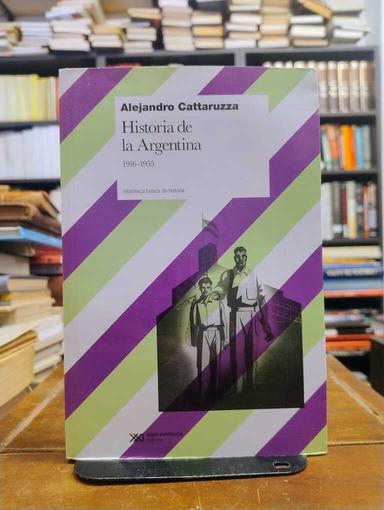 Alejandro Cattaruzza
Historia de
la Argentina
1916-1955
biblioteca básica de historia
siglo veintiuno
editores